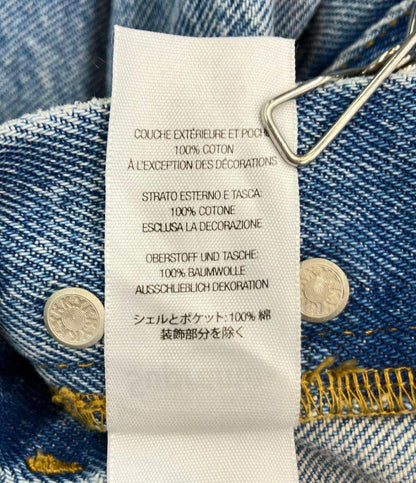 COUCHE EXTÉRIEURE ET POCHE
100% COTON
À L'EXCEPTION DES DÉCORATIONS
STRATO ESTERNO E TASCA:
100% COTONE
ESCLUSA LA DECORAZIONE
OBERSTOFF UND TASCHE:
100% BAUMWOLLE
AUSSCHLIEBLICH DEKORATION
シェルとポケット: 100% 綿
装飾部分を除く